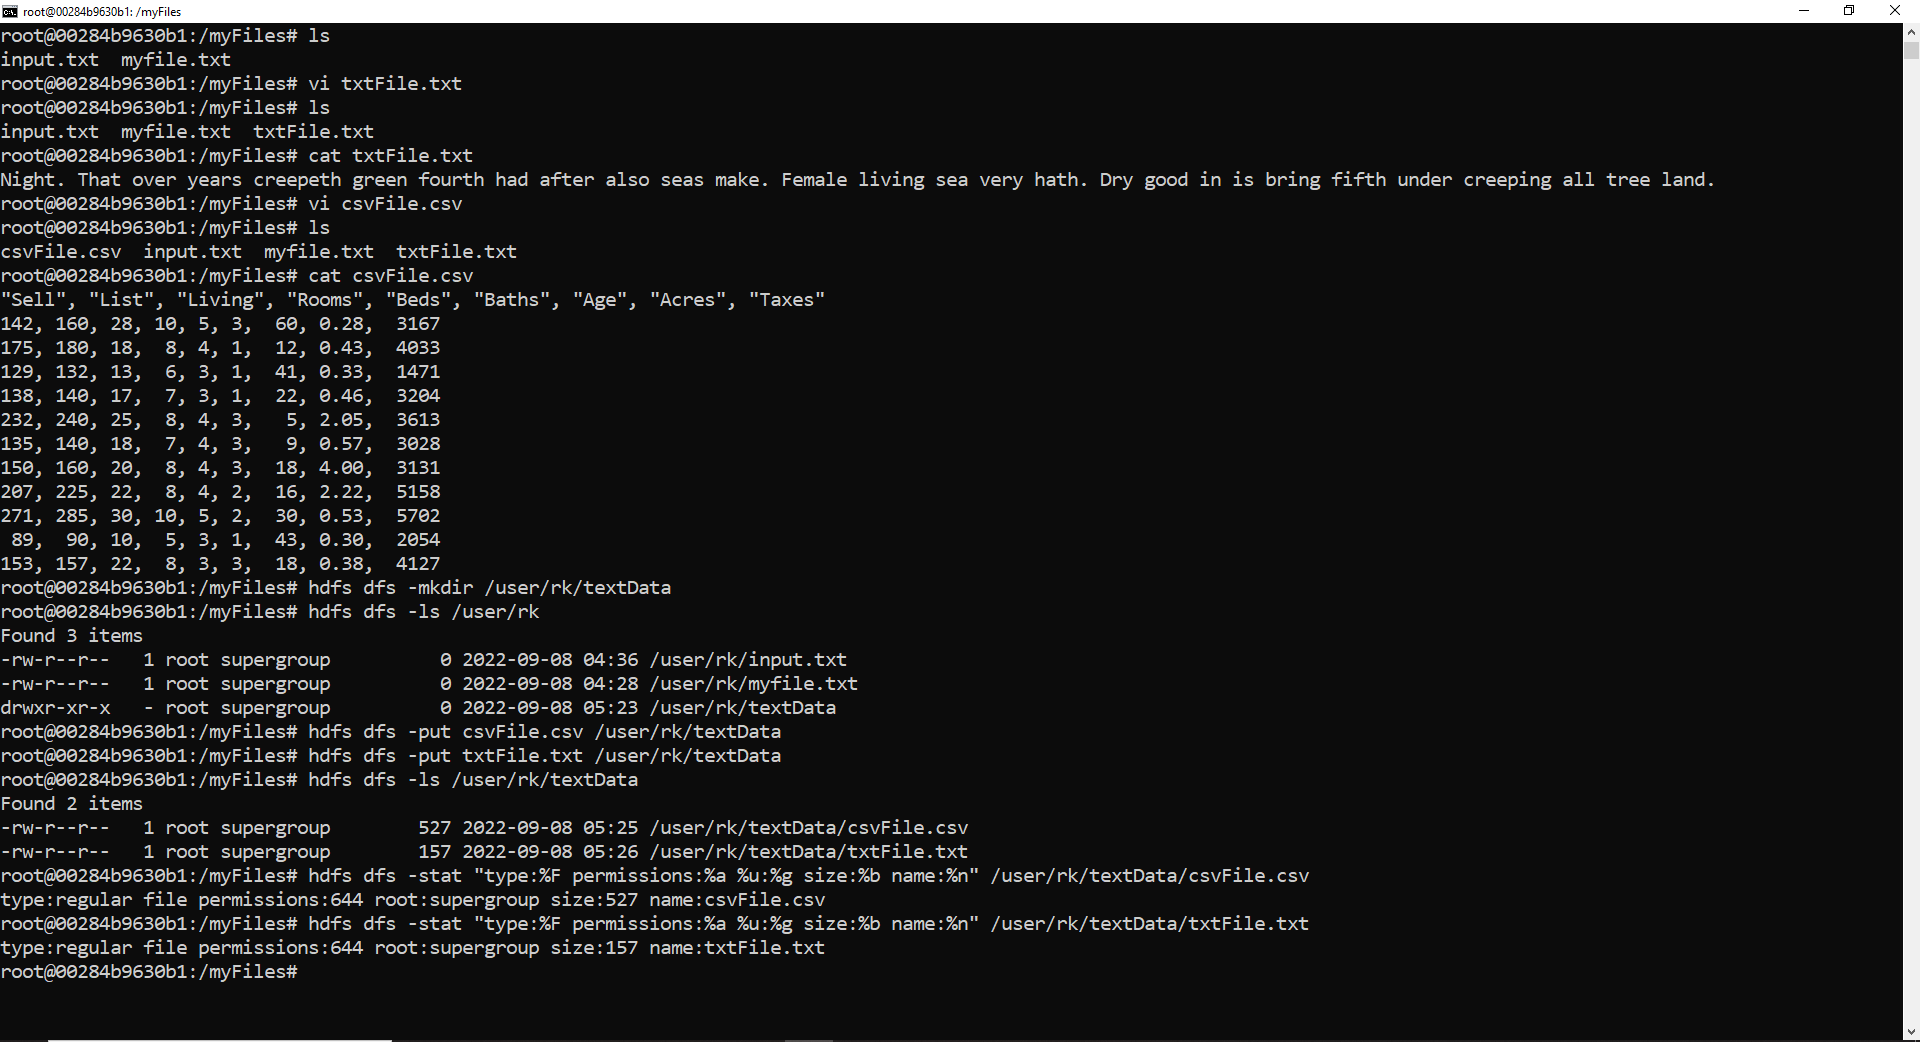 root@00284b9630b1: /myFiles
root@00284b9630b1:/myFiles# ls
input.txt  myfile.txt
root@00284b9630b1:/myFiles# vi txtFile.txt
root@00284b9630b1:/myFiles# ls
input.txt  myfile.txt  txtFile.txt
root@00284b9630b1:/myFiles# cat txtFile.txt
Night. That over years creepeth green fourth had after also seas make. Female living sea very hath. Dry good in is bring fifth under creeping all tree land.
root@00284b9630b1:/myFiles# vi csvFile.csv
root@00284b9630b1:/myFiles# ls
csvFile.csv  input.txt  myfile.txt  txtFile.txt
root@00284b9630b1:/myFiles# cat csvFile.csv
"Sell", "List", "Living", "Rooms", "Beds", "Baths", "Age", "Acres", "Taxes"
142, 160, 28, 10, 5, 3,  60, 0.28,  3167
175, 180, 18,  8, 4, 1,  12, 0.43,  4033
129, 132, 13,  6, 3, 1,  41, 0.33,  1471
138, 140, 17,  7, 3, 1,  22, 0.46,  3204
232, 240, 25,  8, 4, 3,   5, 2.05,  3613
135, 140, 18,  7, 4, 3,   9, 0.57,  3028
150, 160, 20,  8, 4, 3,  18, 4.00,  3131
207, 225, 22,  8, 4, 2,  16, 2.22,  5158
271, 285, 30, 10, 5, 2,  30, 0.53,  5702
 89,  90, 10,  5, 3, 1,  43, 0.30,  2054
153, 157, 22,  8, 3, 3,  18, 0.38,  4127
root@00284b9630b1:/myFiles# hdfs dfs -mkdir /user/rk/textData
root@00284b9630b1:/myFiles# hdfs dfs -ls /user/rk
Found 3 items
-rw-r--r--   1 root supergroup          0 2022-09-08 04:36 /user/rk/input.txt
-rw-r--r--   1 root supergroup          0 2022-09-08 04:28 /user/rk/myfile.txt
drwxr-xr-x   - root supergroup          0 2022-09-08 05:23 /user/rk/textData
root@00284b9630b1:/myFiles# hdfs dfs -put csvFile.csv /user/rk/textData
root@00284b9630b1:/myFiles# hdfs dfs -put txtFile.txt /user/rk/textData
root@00284b9630b1:/myFiles# hdfs dfs -ls /user/rk/textData
Found 2 items
-rw-r--r--   1 root supergroup        527 2022-09-08 05:25 /user/rk/textData/csvFile.csv
-rw-r--r--   1 root supergroup        157 2022-09-08 05:26 /user/rk/textData/txtFile.txt
root@00284b9630b1:/myFiles# hdfs dfs -stat "type:%F permissions:%a %u:%g size:%b name:%n" /user/rk/textData/csvFile.csv
type:regular file permissions:644 root:supergroup size:527 name:csvFile.csv
root@00284b9630b1:/myFiles# hdfs dfs -stat "type:%F permissions:%a %u:%g size:%b name:%n" /user/rk/textData/txtFile.txt
type:regular file permissions:644 root:supergroup size:157 name:txtFile.txt
root@00284b9630b1:/myFiles#